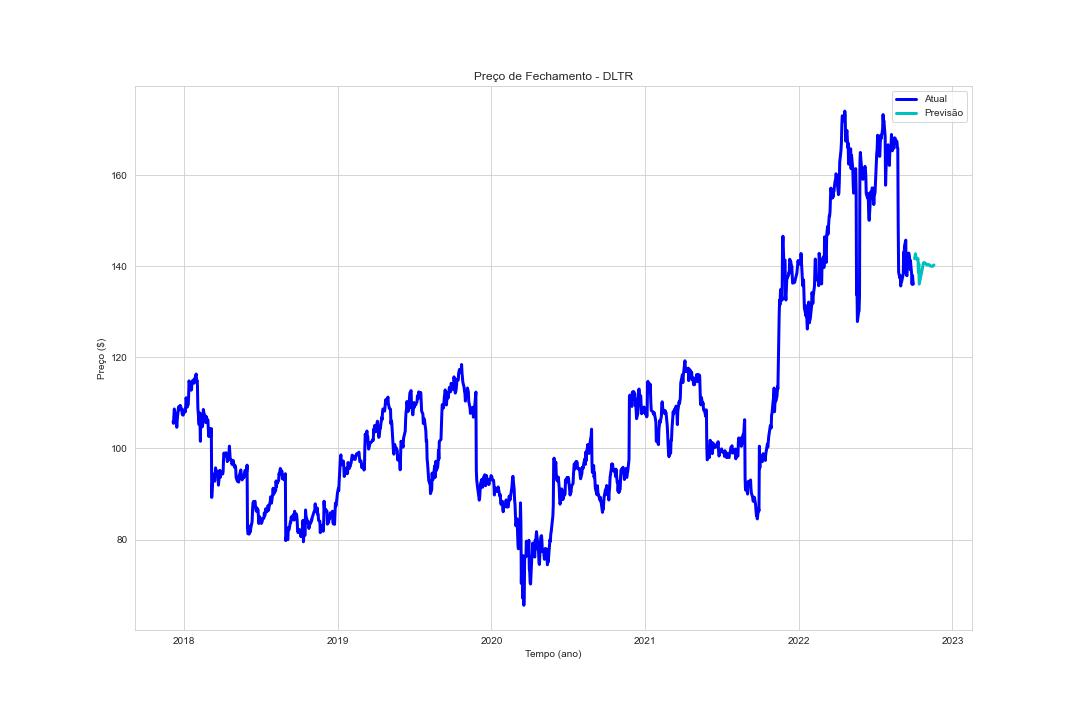 Preço de Fechamento - DLTR
Atual
Previsão
160
140
120
100
80
Preço ($)
2018
2019
2020
2021
2022
2023
Tempo (ano)